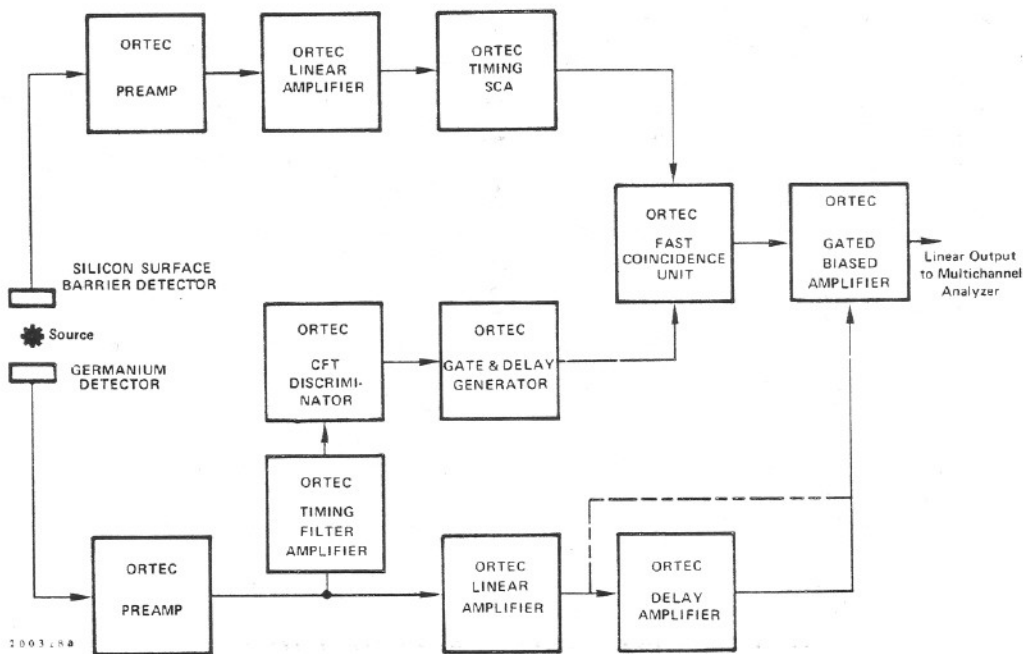 ORTEC
PREAMP
ORTEC
LINEAR
AMPLIFIER
ORTEC
TIMING
SCA
ORTEC
FAST
COINCIDENCE
UNIT
ORTEC
GATED
BIASED
AMPLIFIER
Linear Output
to Multichannel
Analyzer
SILICON SURFACE
BARRIER DETECTOR
Source
GERMANIUM
DETECTOR
ORTEC
CFT
DISCRIMI-
NATOR
ORTEC
GATE & DELAY
GENERATOR
ORTEC
TIMING
FILTER
AMPLIFIER
ORTEC
PREAMP
ORTEC
LINEAR
AMPLIFIER
ORTEC
DELAY
AMPLIFIER